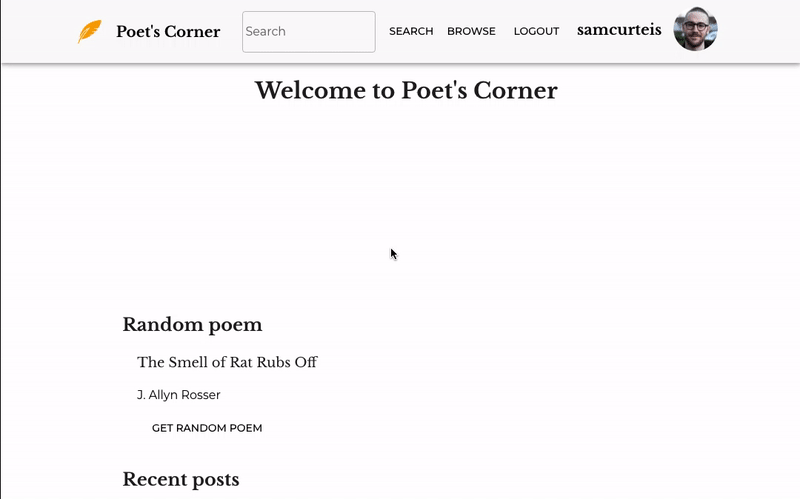 Poet's Corner
Search
SEARCH
BROWSE
LOGOUT
samcurteis
Welcome to Poet's Corner
Random poem
The Smell of Rat Rubs Off
J. Allyn Rosser
GET RANDOM POEM
Recent posts